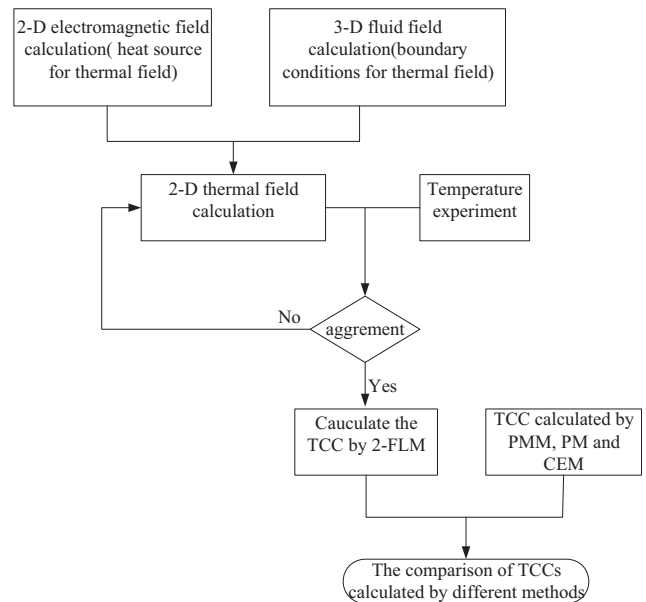 2-D electromagnetic field
calculation( heat source
for thermal field)
3-D fluid field
calculation(boundary
conditions for thermal field)
2-D thermal field
calculation
Temperature
experiment
No
aggrement
Yes
Cauculate the
TCC by 2-FLM
TCC calculated by
PMM, PM and
CEM
The comparison of TCCs
calculated by different methods